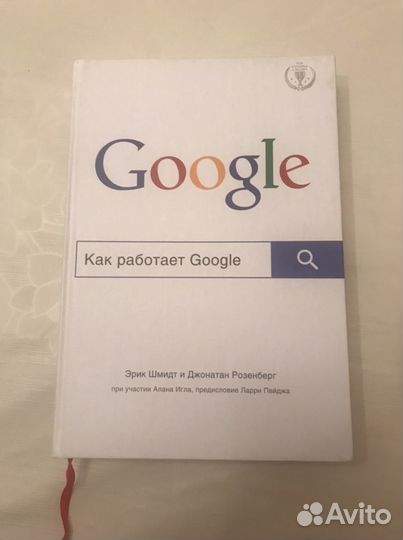 Google
Как работает Google
Эрик Шмидт и Джонатан Розенберг
при участии Алана Игла, предисловие Ларри Пейджа
Avito